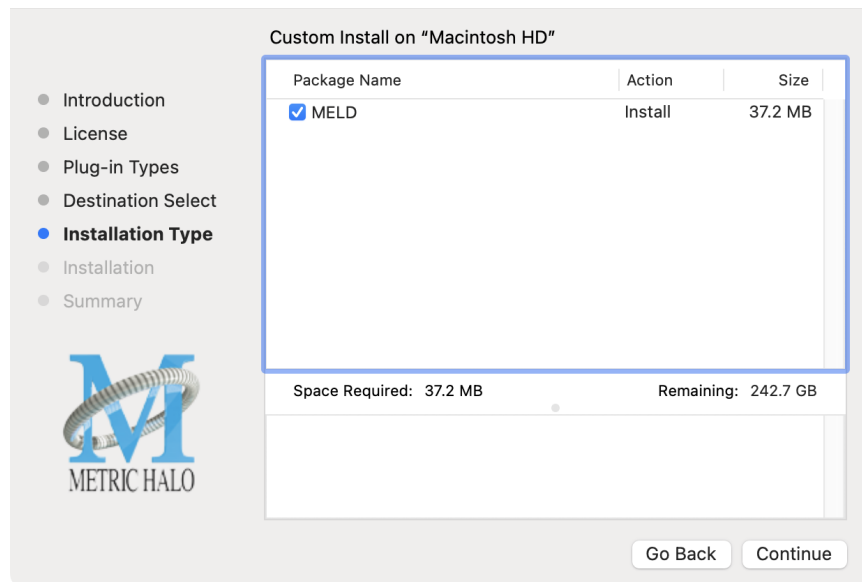 Custom Install on “Macintosh HD”
Introduction
License
Plug-in Types
Destination Select
Installation Type
Installation
Summary
METRIC HALO
Package Name Action Size
MELD Install 37.2 MB
Space Required: 37.2 MB Remaining: 242.7 GB
Go Back Continue